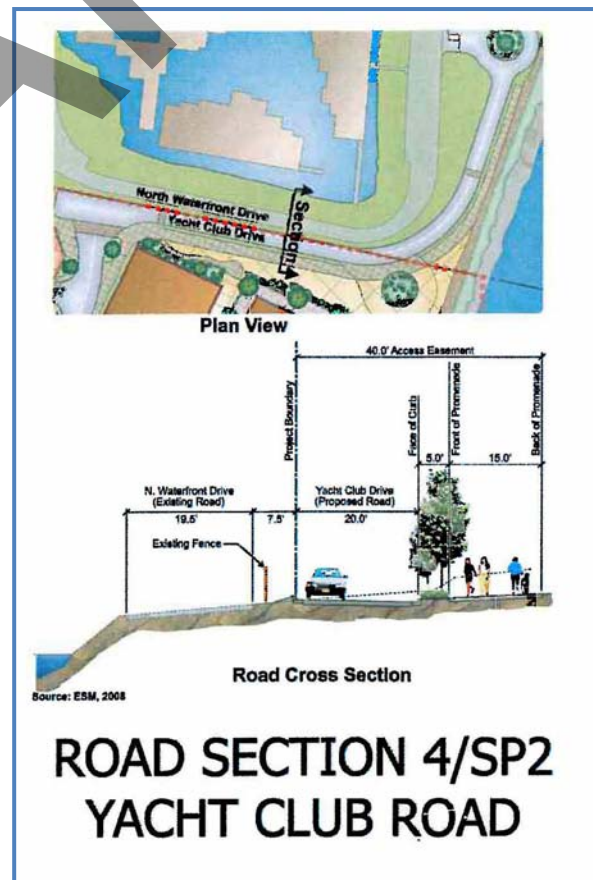 North Waterfront Drive
Yacht Club Drive
Section
Plan View
40.0' Access Easement
Project Boundary
Face of Curb
Front of Promenade
Back of Promenade
5.0'
15.0'
N. Waterfront Drive
(Existing Road)
19.5'
7.5'
Yacht Club Drive
(Proposed Road)
20.0'
Existing Fence
Road Cross Section
Source: ESM, 2008
ROAD SECTION 4/SP2
YACHT CLUB ROAD